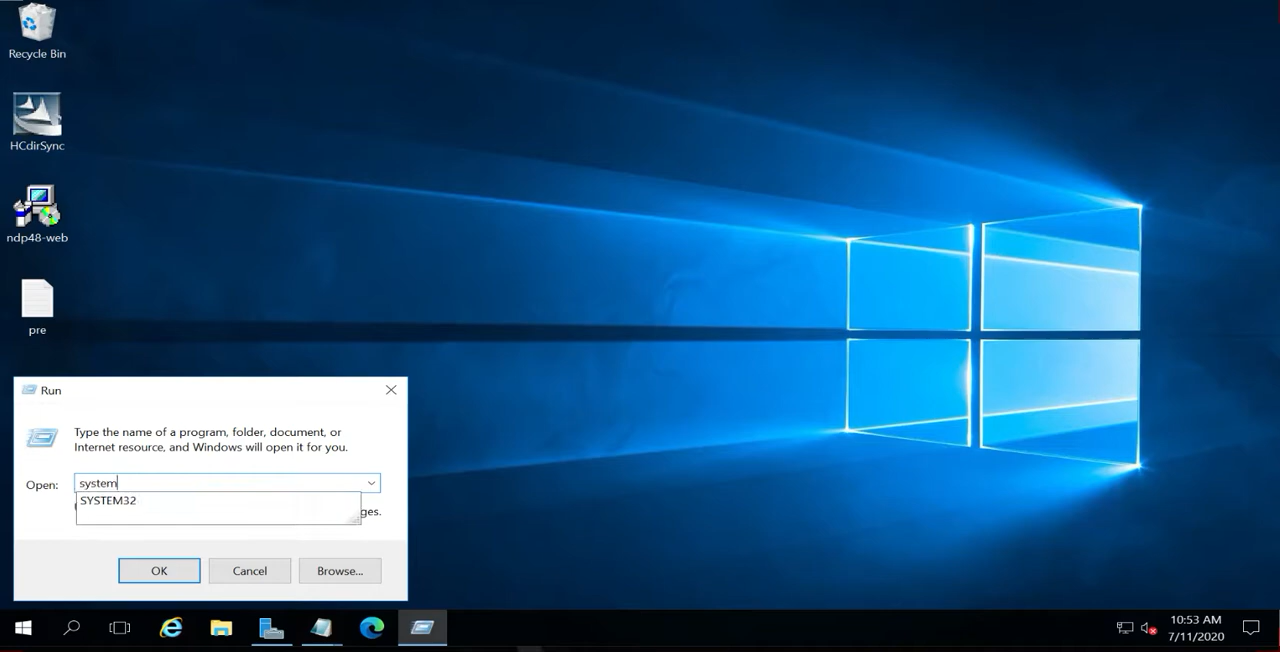 Recycle Bin
HCdirSync
ndp48-web
pre
Run
Type the name of a program, folder, document, or
Internet resource, and Windows will open it for you.
Open: system
SYSTEM32
ges.
OK Cancel Browse...
10:53 AM
7/11/2020